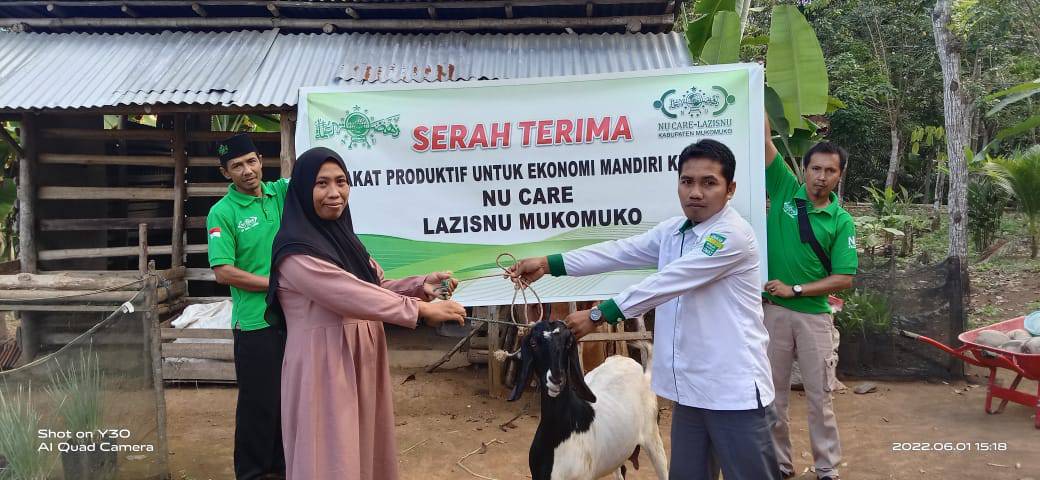 SERAH TERIMA
NU CARE-LAZISNU
KABUPATEN MUKOMUKO
AKAT PRODUKTIF UNTUK EKONOMI MANDIRI K
NU CARE
LAZISNU MUKOMUKO
Shot on Y30
AI Quad Camera
2022.06.01 15:18